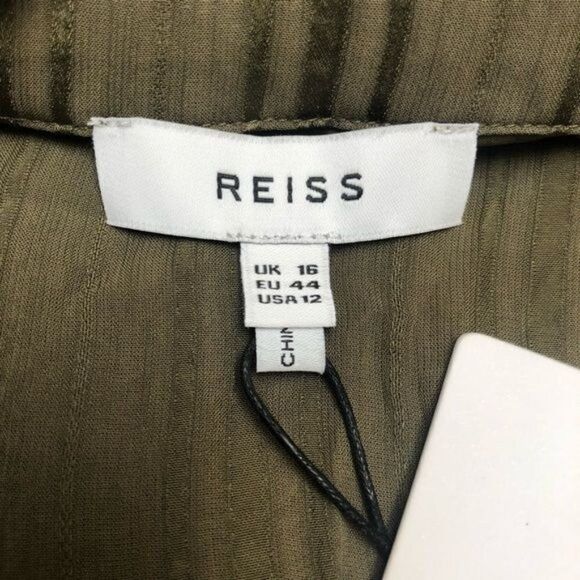 REISS
UK 16
EU 44
USA 12
CHIN